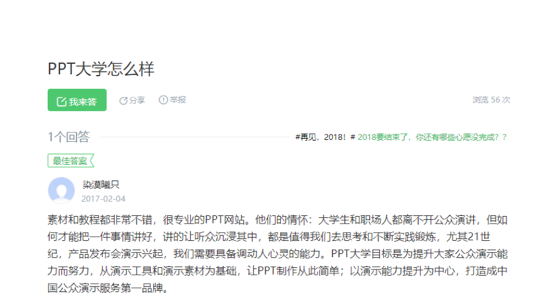 PPT大学怎么样
我来答 分享 举报 浏览 56 次
1个回答 #再见，2018！# 2018要结束了，你还有哪些心愿没完成？？
最佳答案
染漠曦只
2017-02-04
素材和教程都非常不错，很专业的PPT网站。他们的情怀：大学生和职场人都离不开公众演讲，但如
何才能把一件事情讲好，讲的让听众沉浸其中，都是值得我们去思考和不断实践锻炼，尤其21世
纪，产品发布会演示兴起，我们需要具备调动人心灵的能力。PPT大学目标是为提升大家公众演示能
力而努力，从演示工具和演示素材为基础，让PPT制作从此简单；以演示能力提升为中心，打造成中
国公众演示服务第一品牌。